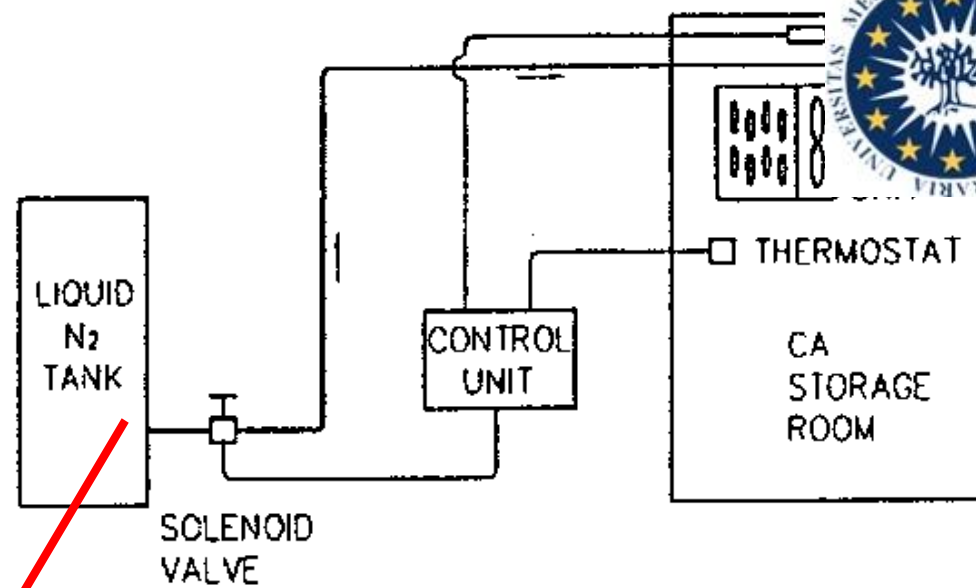 LIQUID
N2
TANK
SOLENOID
VALVE
CONTROL
UNIT
THERMOSTAT
CA
STORAGE
ROOM